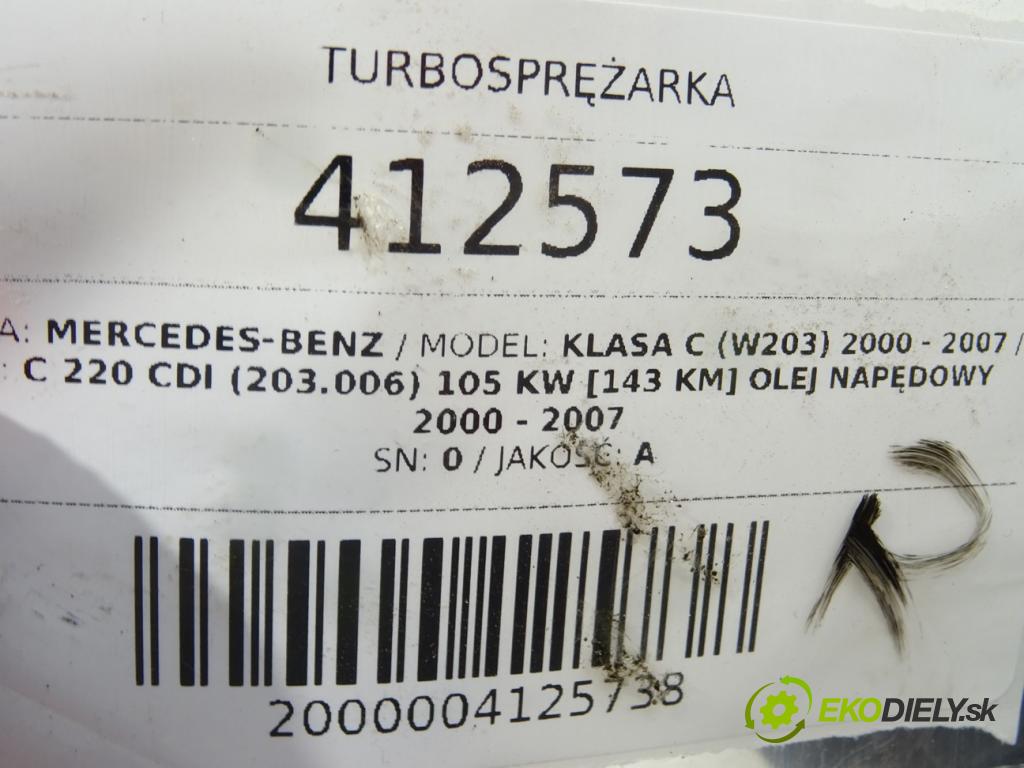 TURBOSPRĘŻARKA
412573
A: MERCEDES-BENZ / MODEL: KLASA C (W203) 2000 - 2007 /
: C 220 CDI (203.006) 105 KW [143 KM] OLEJ NAPĘDOWY
2000 - 2007
SN: 0 / JAKOŚĆ: A
R
2000004125738
EKODIELY.sk